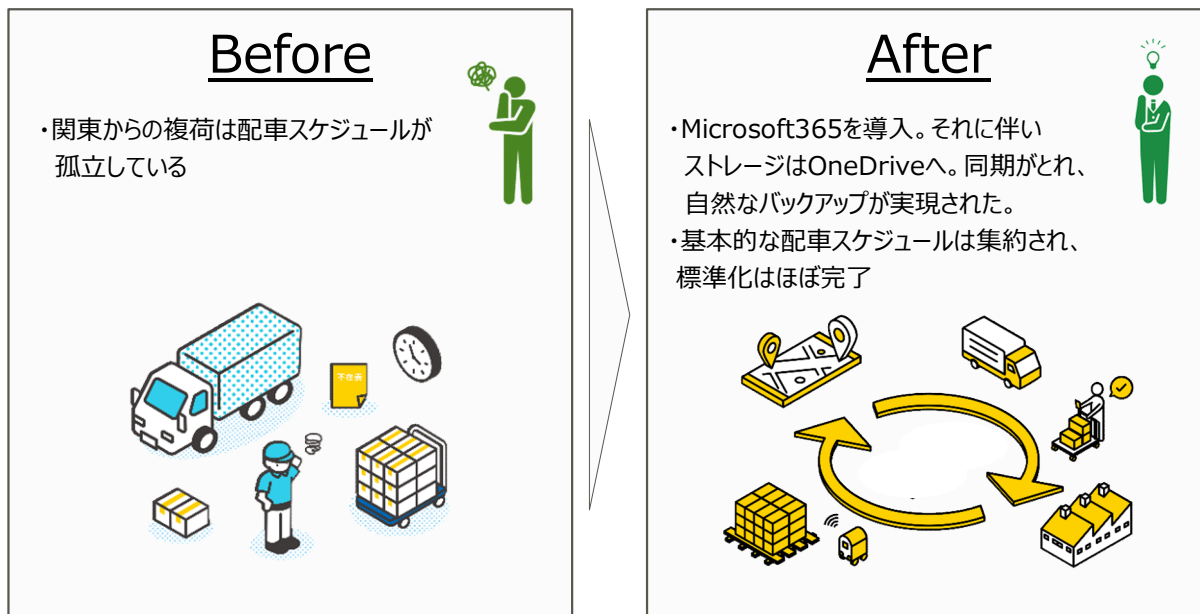 Before
・関東からの複荷は配車スケジュールが
孤立している
不在表
After
・Microsoft365を導入。それに伴い
ストレージはOneDriveへ。同期がとれ、
自然なバックアップが実現された。
・基本的な配車スケジュールは集約され、
標準化はほぼ完了